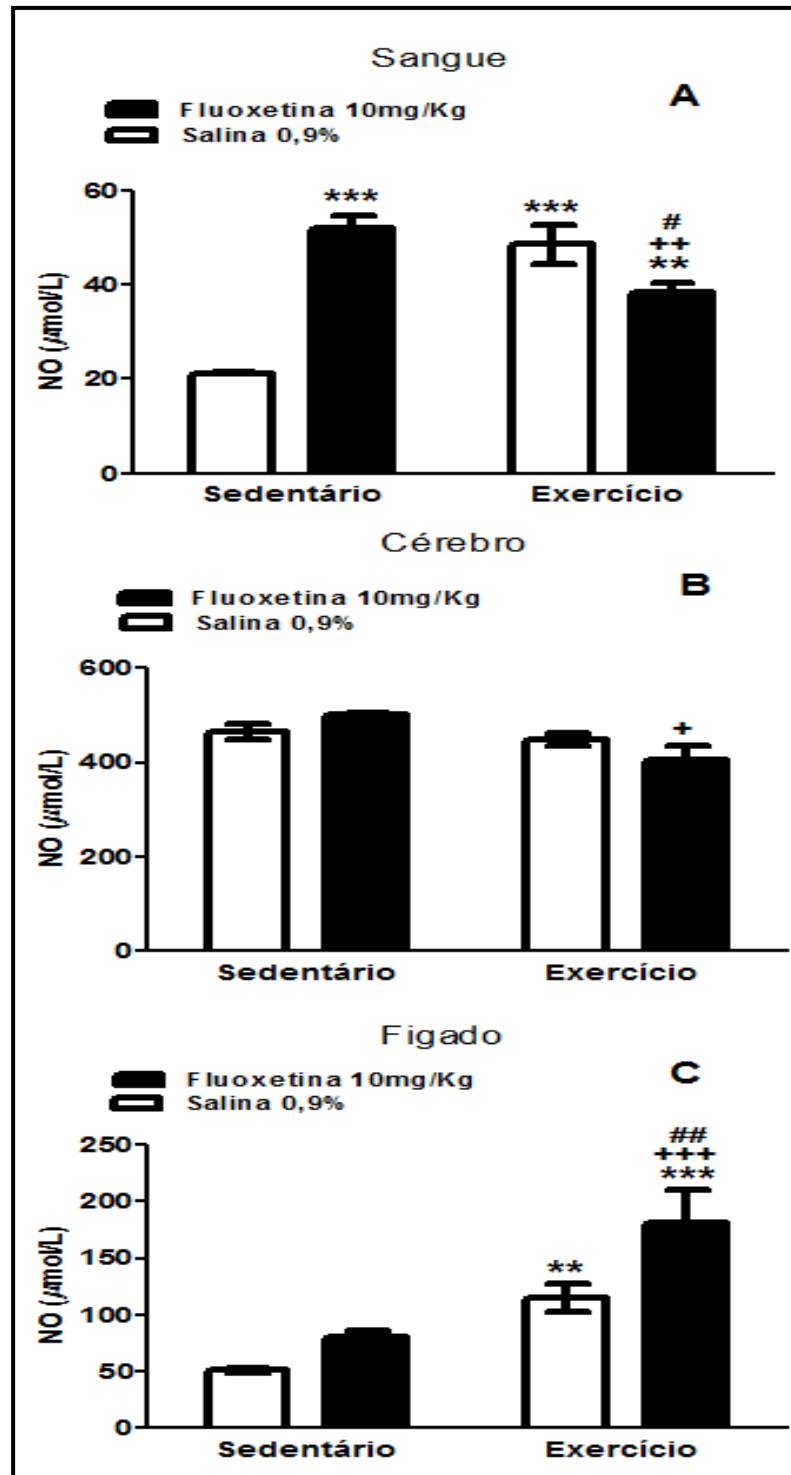 Sangue
A
Fluoxetina 10mg/Kg
Salina 0,9%
NO (µmol/L)
60
40
20
0
***
***
#
++
**
Sedentário
Exercício
Cérebro
B
Fluoxetina 10mg/Kg
Salina 0,9%
NO (µmol/L)
600
400
200
0
+
Sedentário
Exercício
Figado
C
Fluoxetina 10mg/Kg
Salina 0,9%
NO (µmol/L)
250
200
150
100
50
0
**
##
+++
***
Sedentário
Exercício